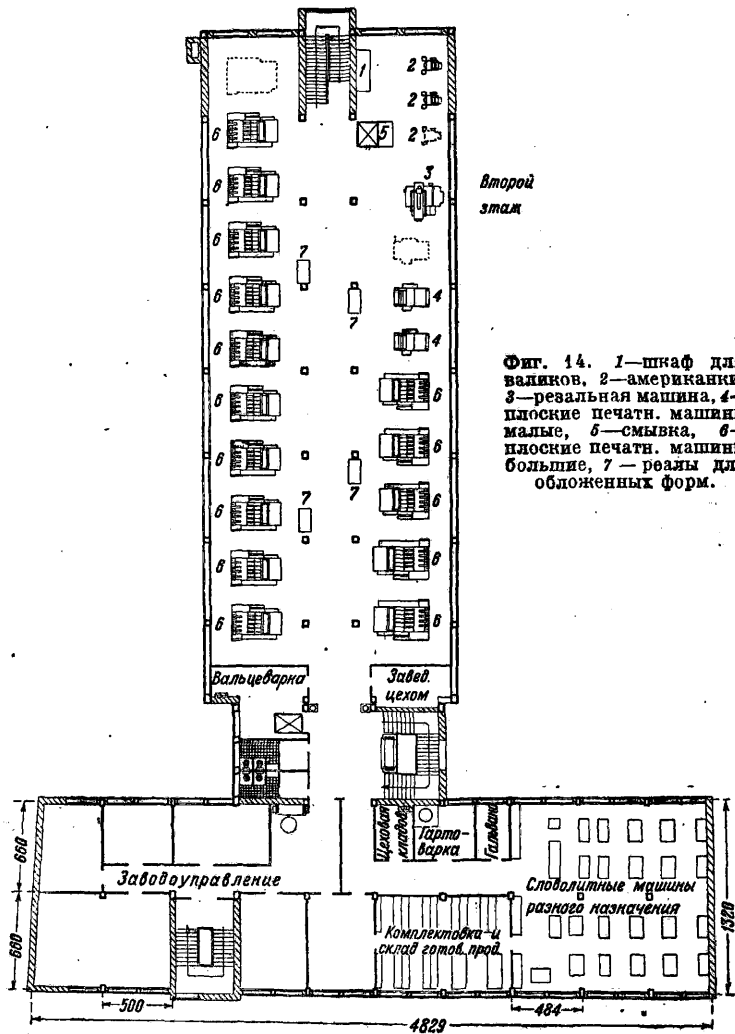 1
2
2
6
5
2
3
Второй
этаж
6
6
7
6
7
4
6
4
6
6
6
6
7
7
6
6
6
6
6
6
Фиг. 14. 1—шкаф дл
валиков, 2—американки
3—резальная машина, 4-
плоские печатн. машин
малые, 5—смывка, 6-
плоские печатн. машин
большие, 7 — реалы дл
обложенных форм.
Вальцеварка
Завед.
цехом
660
660
Заводоуправление
Цеховая
кладов.
Гарто-
варка
Гальвано
Словолитные машины
разного назначения
Комплектовка и
склад готов. прод.
1320
500
484
4829